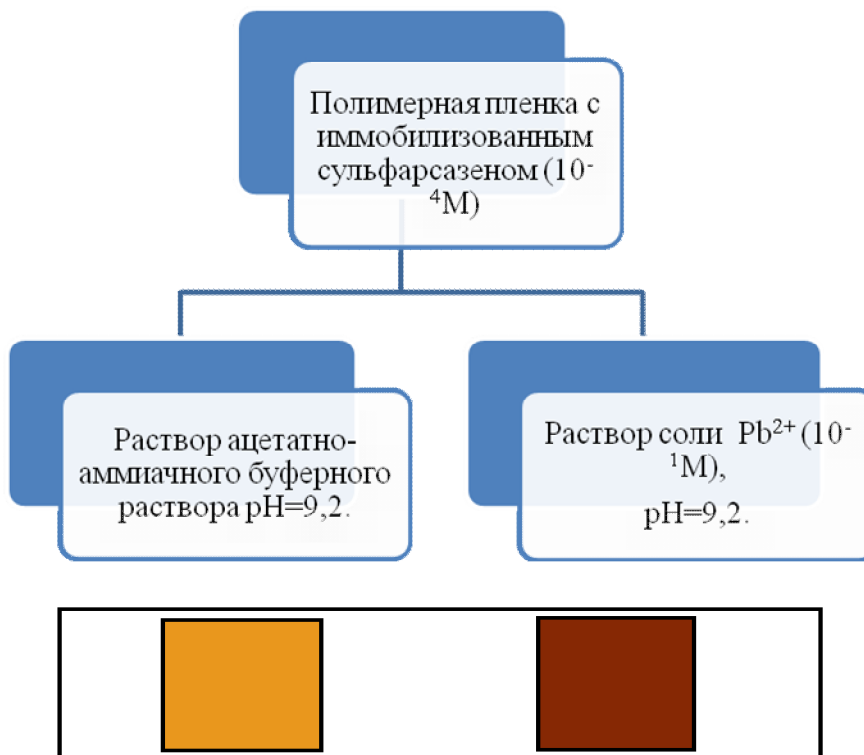 Полимерная пленка с
иммобилизованным
сульфарсазеном (10⁻
⁴М)
Раствор ацетатно-
аммиачного буферного
раствора pH=9,2.
Раствор соли Pb²⁺ (10⁻
¹М),
pH=9,2.